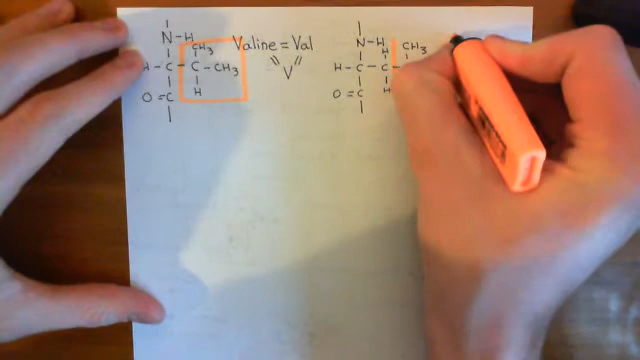 N-H
CH₃
Valine = Val
"V"
H-C-C-CH₃
H
O=C
N-H
H
CH₃
H-C-C-
H
O=C